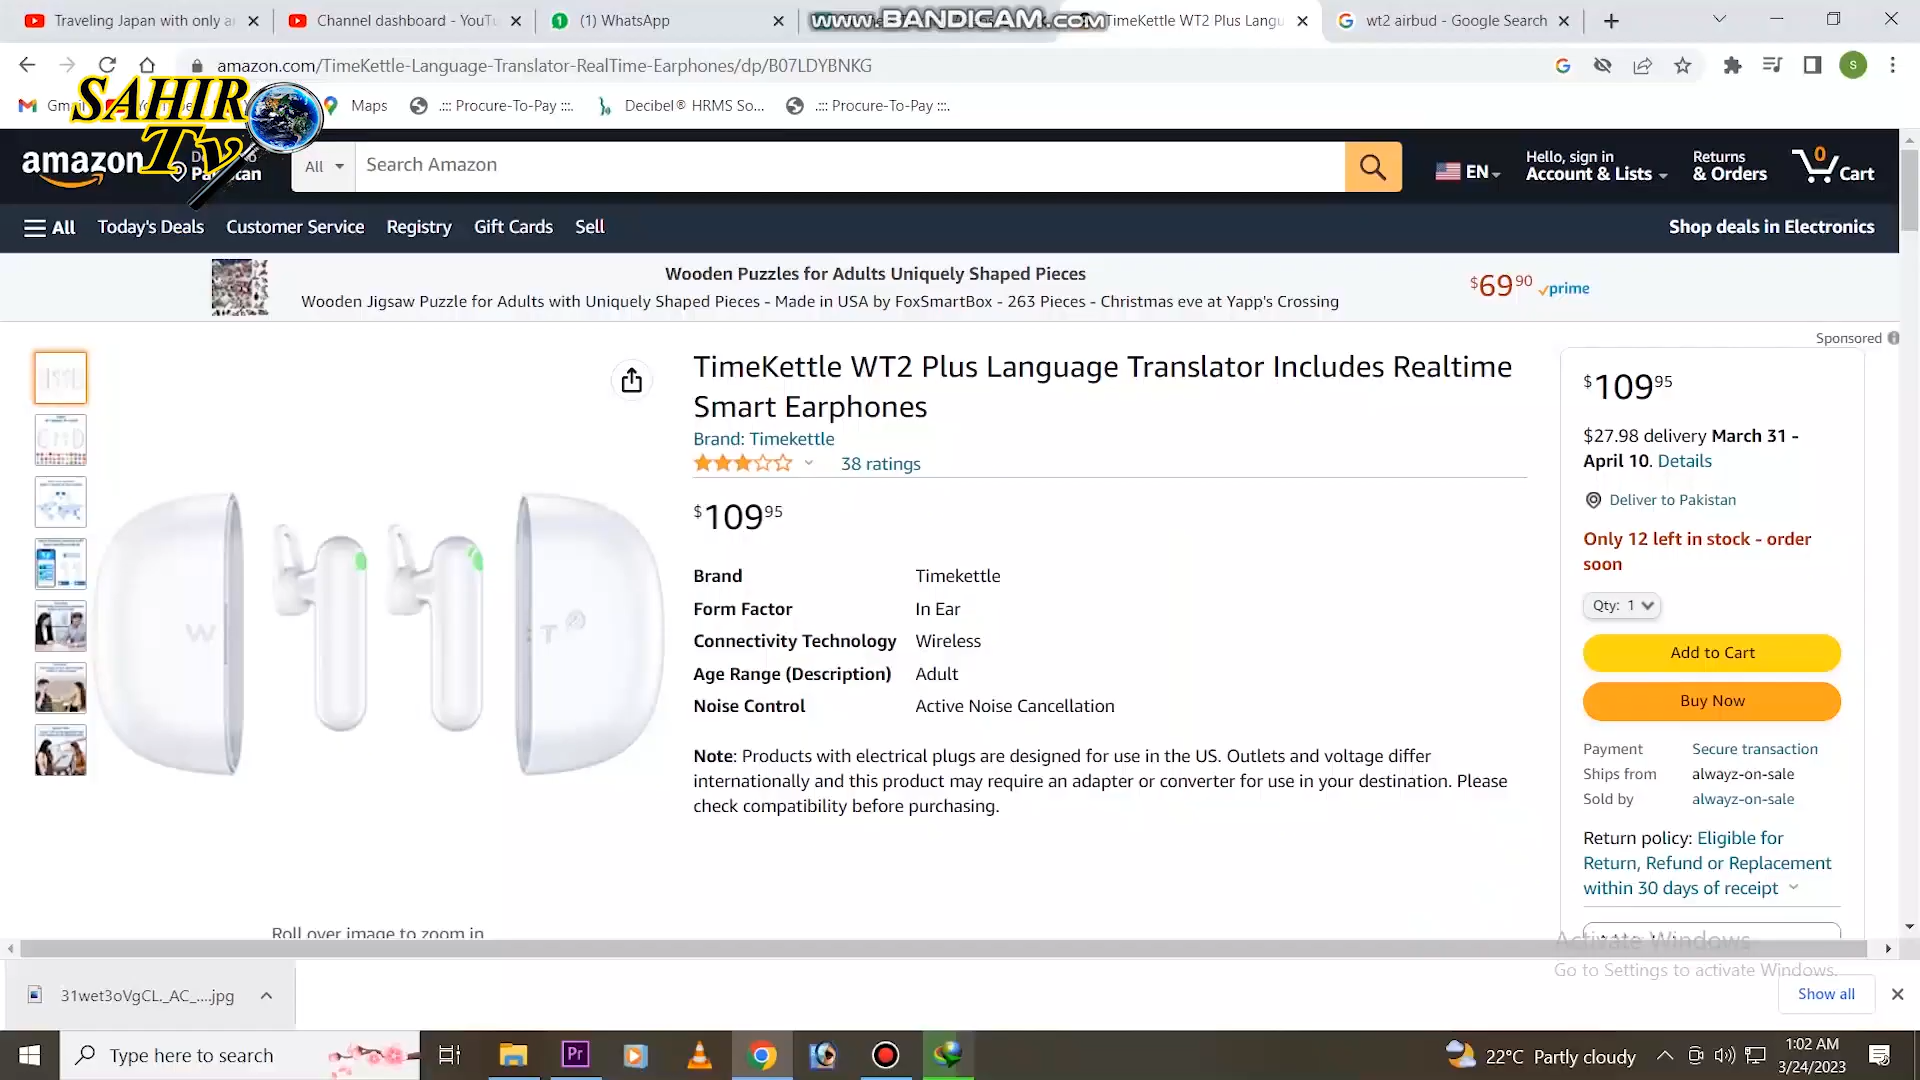 Traveling Japan with only a
Channel dashboard - YouTu
(1) WhatsApp
www.BANDICAM.com
TimeKettle WT2 Plus Langu
wt2 airbud - Google Search
amazon.com/TimeKettle-Language-Translator-RealTime-Earphones/dp/B07LDYBNKG
S
Maps
.::: Procure-To-Pay :::.
Decibel® HRMS So...
.::: Procure-To-Pay :::.
SAHIR
Tv
amazon
Pakistan
All
Search Amazon
EN
Hello, sign in
Account & Lists
Returns
& Orders
0
Cart
All
Today's Deals
Customer Service
Registry
Gift Cards
Sell
Shop deals in Electronics
Wooden Puzzles for Adults Uniquely Shaped Pieces
Wooden Jigsaw Puzzle for Adults with Uniquely Shaped Pieces - Made in USA by FoxSmartBox - 263 Pieces - Christmas eve at Yapp's Crossing
$69 90 prime
Sponsored
TimeKettle WT2 Plus Language Translator Includes Realtime
Smart Earphones
Brand: Timekettle
38 ratings
$109 95
Brand Timekettle
Form Factor In Ear
Connectivity Technology Wireless
Age Range (Description) Adult
Noise Control Active Noise Cancellation
Note: Products with electrical plugs are designed for use in the US. Outlets and voltage differ
internationally and this product may require an adapter or converter for use in your destination. Please
check compatibility before purchasing.
W
T
Roll over image to zoom in
$109 95
$27.98 delivery March 31 -
April 10. Details
Deliver to Pakistan
Only 12 left in stock - order
soon
Qty: 1
Add to Cart
Buy Now
Payment Secure transaction
Ships from alwayz-on-sale
Sold by alwayz-on-sale
Return policy: Eligible for
Return, Refund or Replacement
within 30 days of receipt
Activate Windows
Go to Settings to activate Windows.
31wet3oVgCL._AC_....jpg
Show all
Type here to search
Pr
22°C Partly cloudy
1:02 AM
3/24/2023